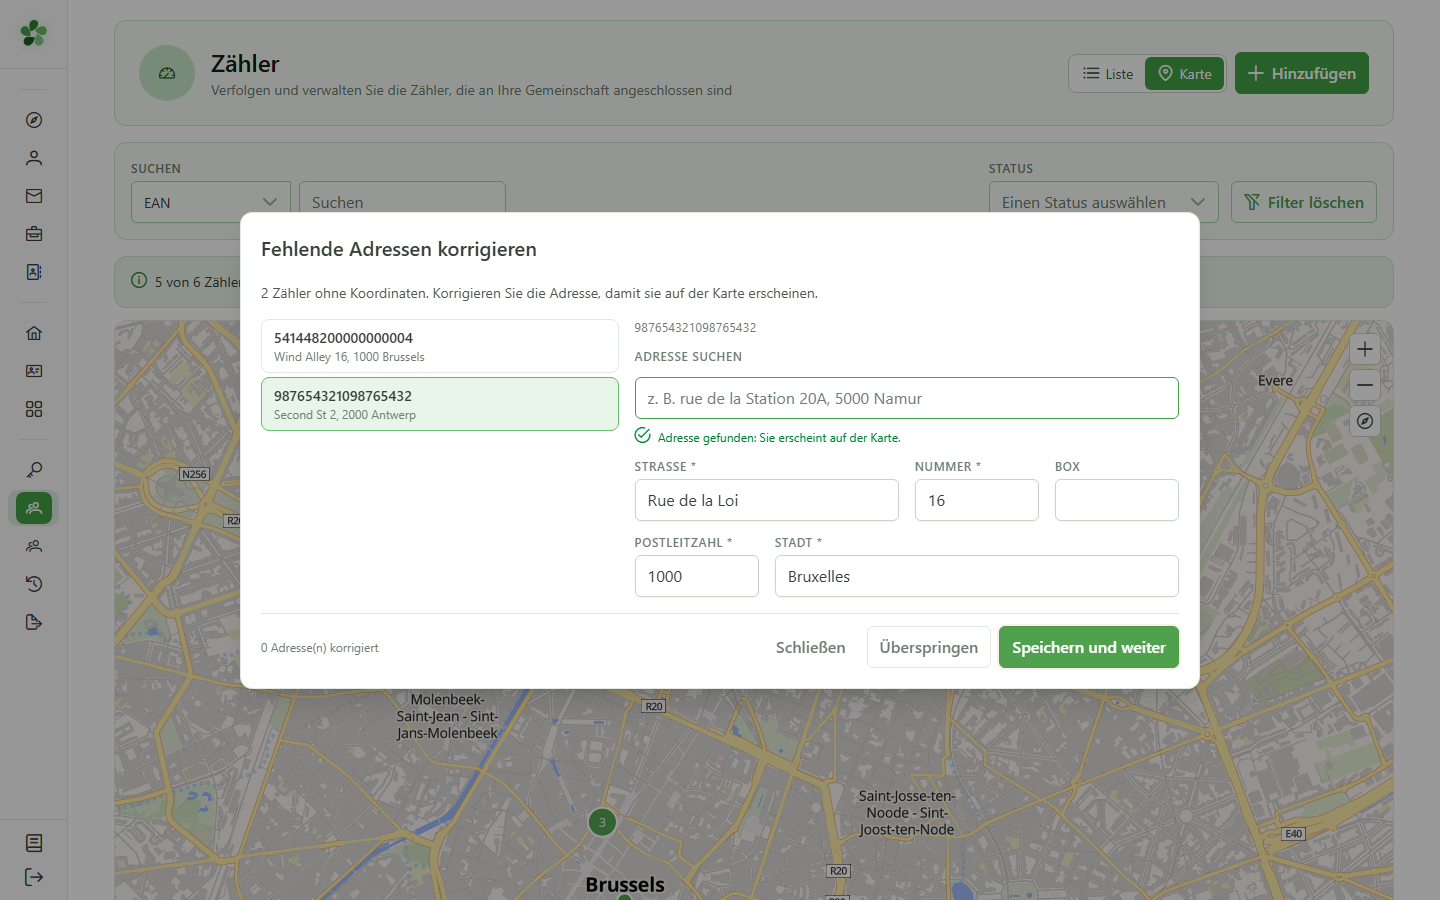 Zähler
Verfolgen und verwalten Sie die Zähler, die an Ihre Gemeinschaft angeschlossen sind
Liste
Karte
Hinzufügen
SUCHEN
EAN
Suchen
STATUS
Einen Status auswählen
Filter löschen
5 von 6 Zähler
Fehlende Adressen korrigieren
2 Zähler ohne Koordinaten. Korrigieren Sie die Adresse, damit sie auf der Karte erscheinen.
541448200000000004
Wind Alley 16, 1000 Brussels
987654321098765432
Second St 2, 2000 Antwerp
987654321098765432
ADRESSE SUCHEN
z. B. rue de la Station 20A, 5000 Namur
Adresse gefunden: Sie erscheint auf der Karte.
STRASSE *
NUMMER *
BOX
Rue de la Loi
16
POSTLEITZAHL *
STADT *
1000
Bruxelles
0 Adresse(n) korrigiert
Schließen
Überspringen
Speichern und weiter
Evere
N256
R20
Molenbeek-
Saint-Jean - Sint-
Jans-Molenbeek
R20
Saint-Josse-ten-
Noode - Sint-
Joost-ten-Node
3
E40
R20
Brussels